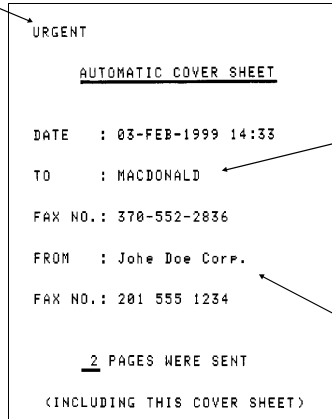 URGENT
AUTOMATIC COVER SHEET
DATE : 03-FEB-1999 14:33
TO : MACDONALD
FAX NO.: 370-552-2836
FROM : Johe Doe Corp.
FAX NO.: 201 555 1234
2 PAGES WERE SENT
(INCLUDING THIS COVER SHEET)